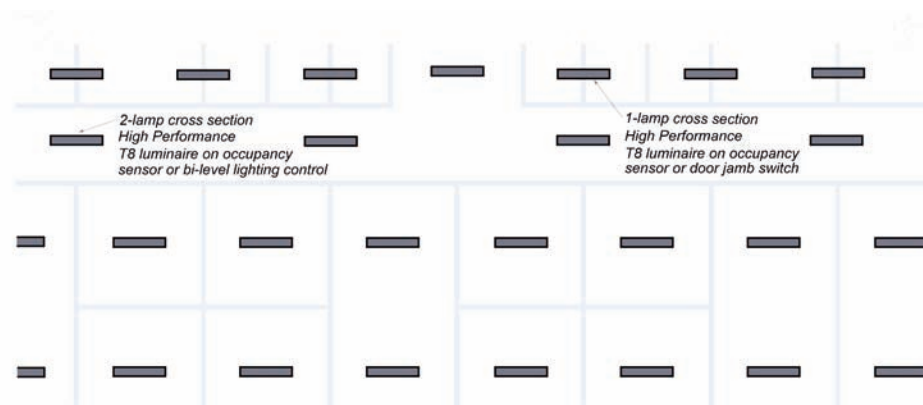 2-lamp cross section
High Performance
T8 luminaire on occupancy
sensor or bi-level lighting control
1-lamp cross section
High Performance
T8 luminaire on occupancy
sensor or door jamb switch